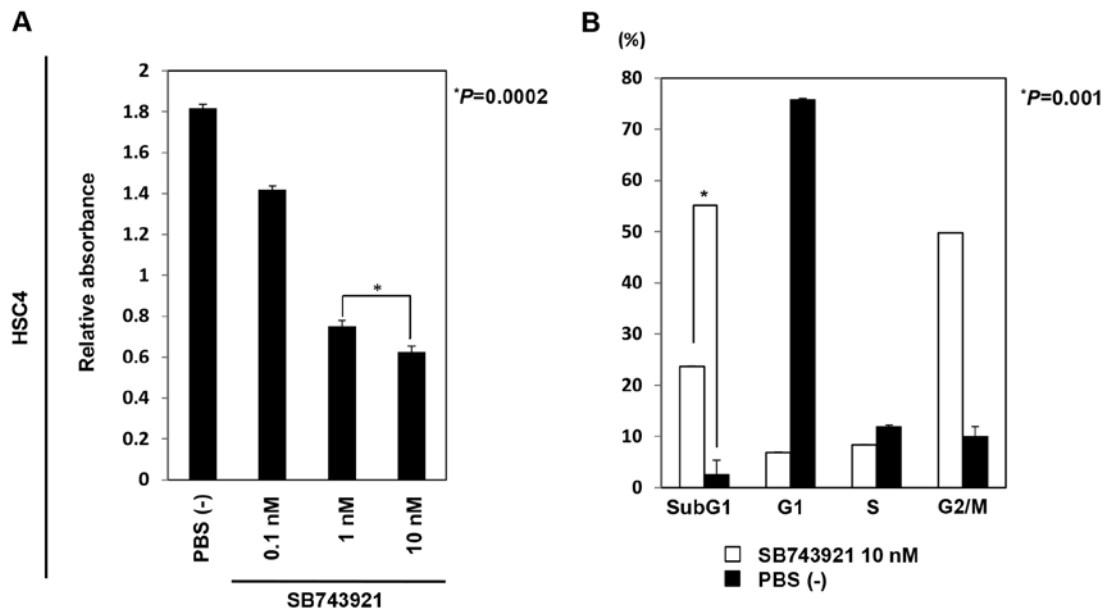 A
HSC4
Relative absorbance
2
1.8
1.6
1.4
1.2
1
0.8
0.6
0.4
0.2
0
*
*P=0.0002
PBS (-)
0.1 nM
1 nM
10 nM
SB743921
B
(%)
80
70
60
50
40
30
20
10
0
*
*P=0.001
SubG1 G1 S G2/M
SB743921 10 nM
PBS (-)